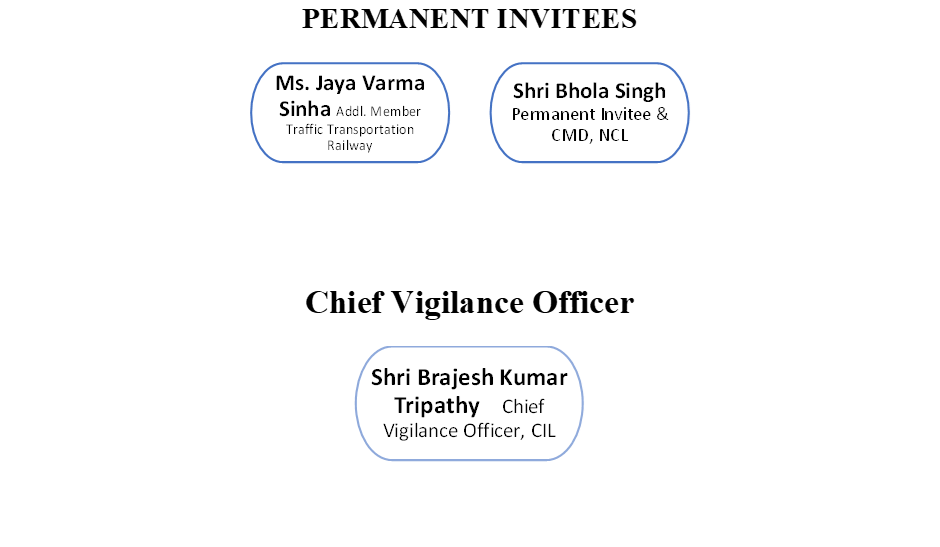 PERMANENT INVITEES
Ms. Jaya Varma
Sinha Addl. Member
Traffic Transportation
Railway
Shri Bhola Singh
Permanent Invitee &
CMD, NCL
Chief Vigilance Officer
Shri Brajesh Kumar
Tripathy Chief
Vigilance Officer, CIL